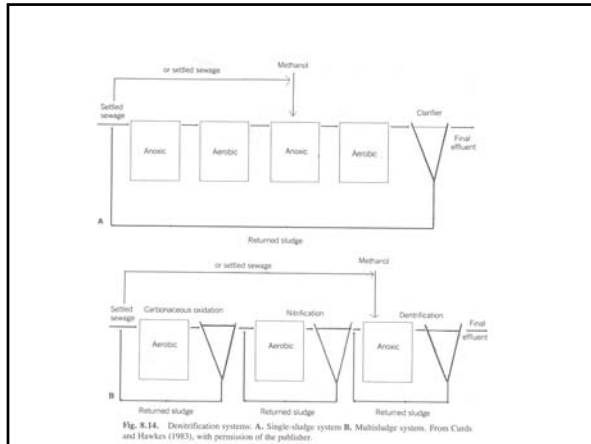 Methanol
or settled sewage
Settled
sewage
Clarifier
Anoxic
Aerobic
Anoxic
Aerobic
Final
effluent
A
Returned sludge
Methanol
or settled sewage
Settled
sewage
Carbonaceous oxidation
Nitrification
Dentrification
Aerobic
Aerobic
Anoxic
Final
effluent
B
Returned sludge
Returned sludge
Returned sludge
Fig. 8.14. Denitrification systems: A. Single-sludge system B. Multisludge system. From Curds
and Hawkes (1983), with permission of the publisher.